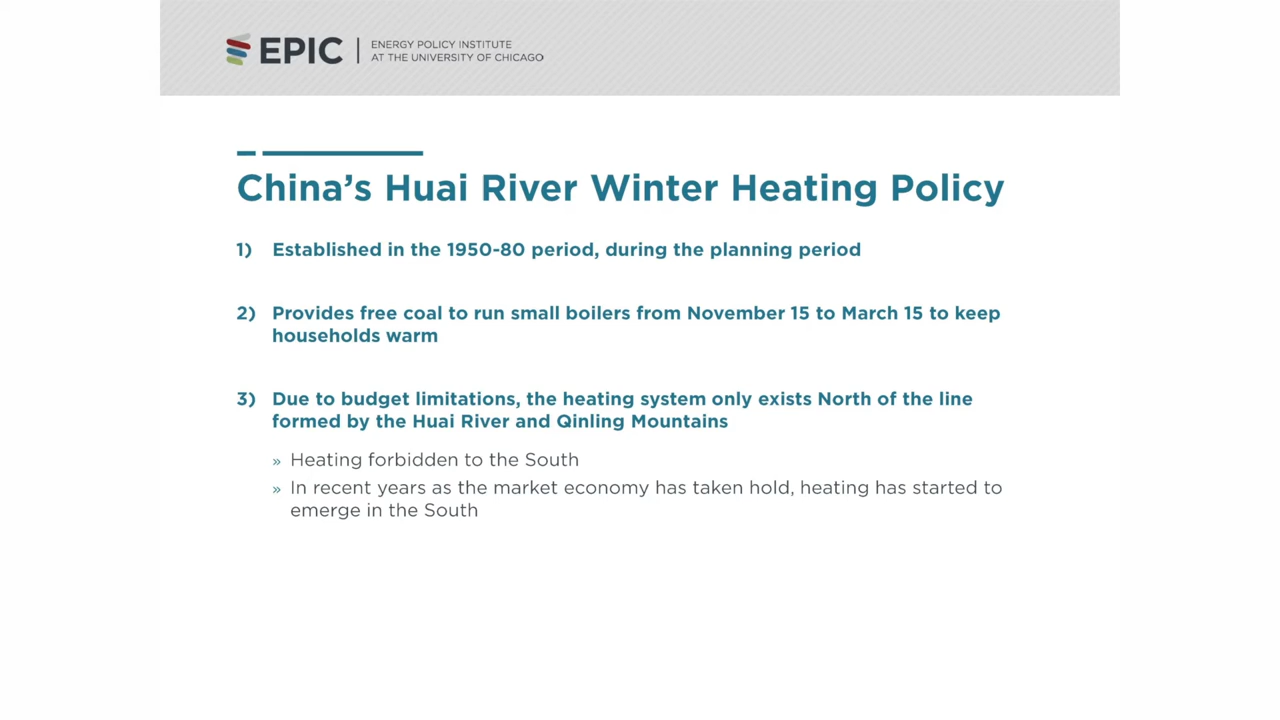 EPIC
ENERGY POLICY INSTITUTE
AT THE UNIVERSITY OF CHICAGO
China’s Huai River Winter Heating Policy
1) Established in the 1950-80 period, during the planning period
2) Provides free coal to run small boilers from November 15 to March 15 to keep
households warm
3) Due to budget limitations, the heating system only exists North of the line
formed by the Huai River and Qinling Mountains
» Heating forbidden to the South
» In recent years as the market economy has taken hold, heating has started to
emerge in the South